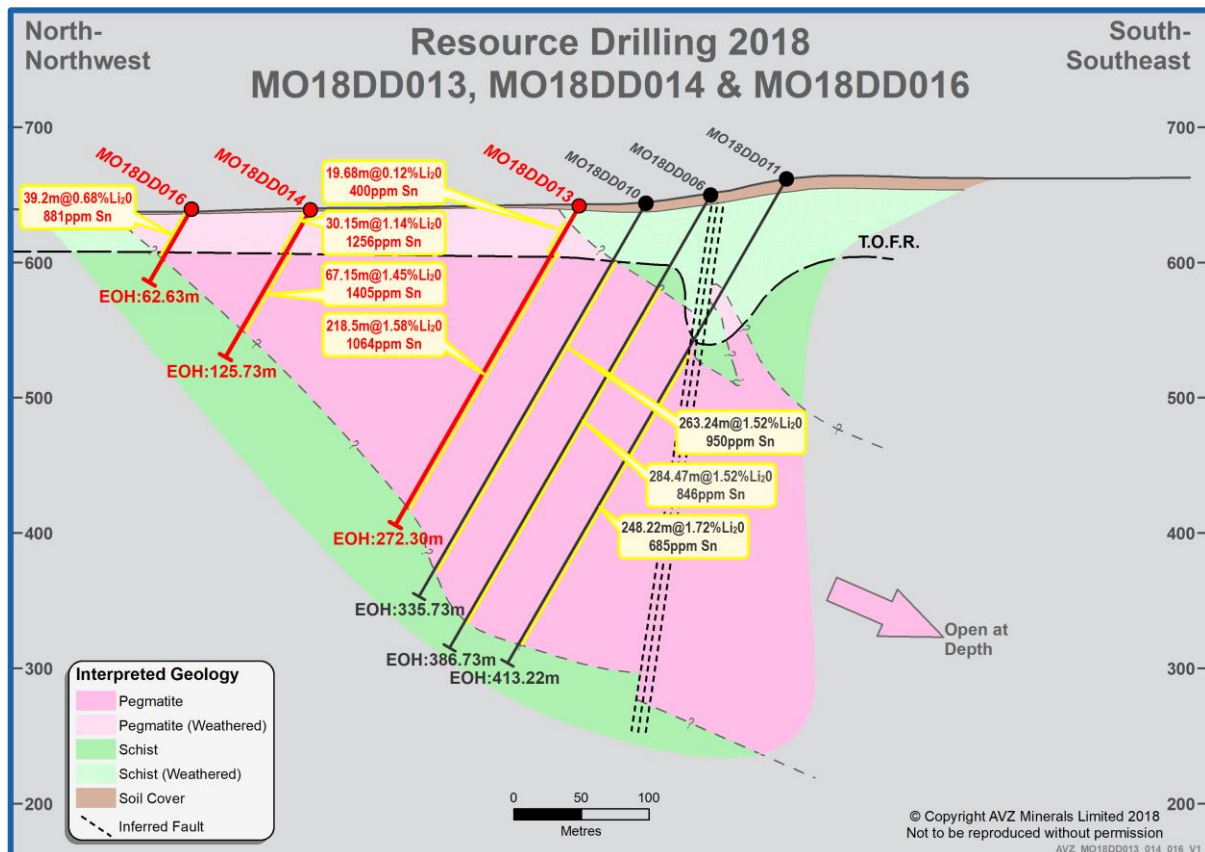 North-
Northwest
Resource Drilling 2018
MO18DD013, MO18DD014 & MO18DD016
South-
Southeast
700
700
MO18DD016
MO18DD014
MO18DD013
MO18DD010
MO18DD006
MO18DD011
39.2m@0.68%Li₂0
881ppm Sn
19.68m@0.12%Li₂0
400ppm Sn
30.15m@1.14%Li₂0
1256ppm Sn
T.O.F.R.
600
600
67.15m@1.45%Li₂0
1405ppm Sn
EOH:62.63m
218.5m@1.58%Li₂0
1064ppm Sn
EOH:125.73m
500
500
263.24m@1.52%Li₂0
950ppm Sn
284.47m@1.52%Li₂0
846ppm Sn
248.22m@1.72%Li₂0
685ppm Sn
400
400
EOH:272.30m
EOH:335.73m
EOH:386.73m
EOH:413.22m
Open at
Depth
300
300
Interpreted Geology
Pegmatite
Pegmatite (Weathered)
Schist
Schist (Weathered)
Soil Cover
Inferred Fault
200
200
0 50 100
Metres
? ? ? ? ? ? ? ? ? ? ?
© Copyright AVZ Minerals Limited 2018
Not to be reproduced without permission
AVZ_MO18DD013_014_016_V1